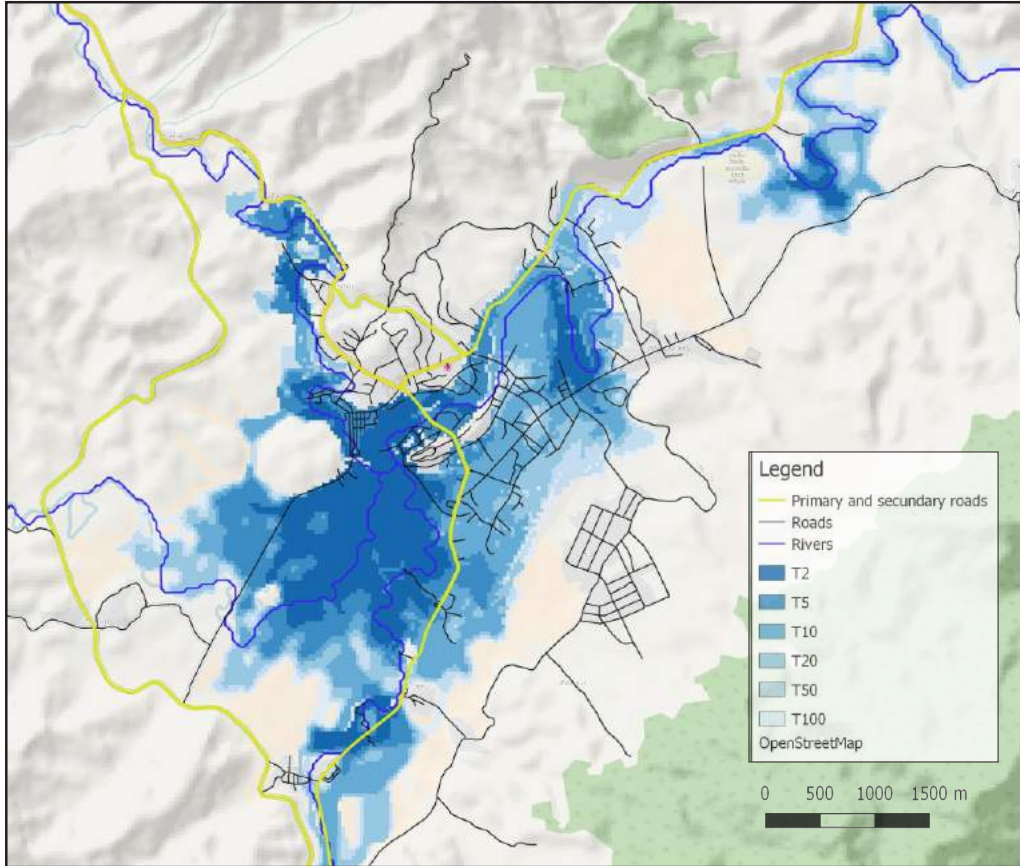 Legend
Primary and secundary roads
Roads
Rivers
T2
T5
T10
T20
T50
T100
OpenStreetMap
0 500 1000 1500 m